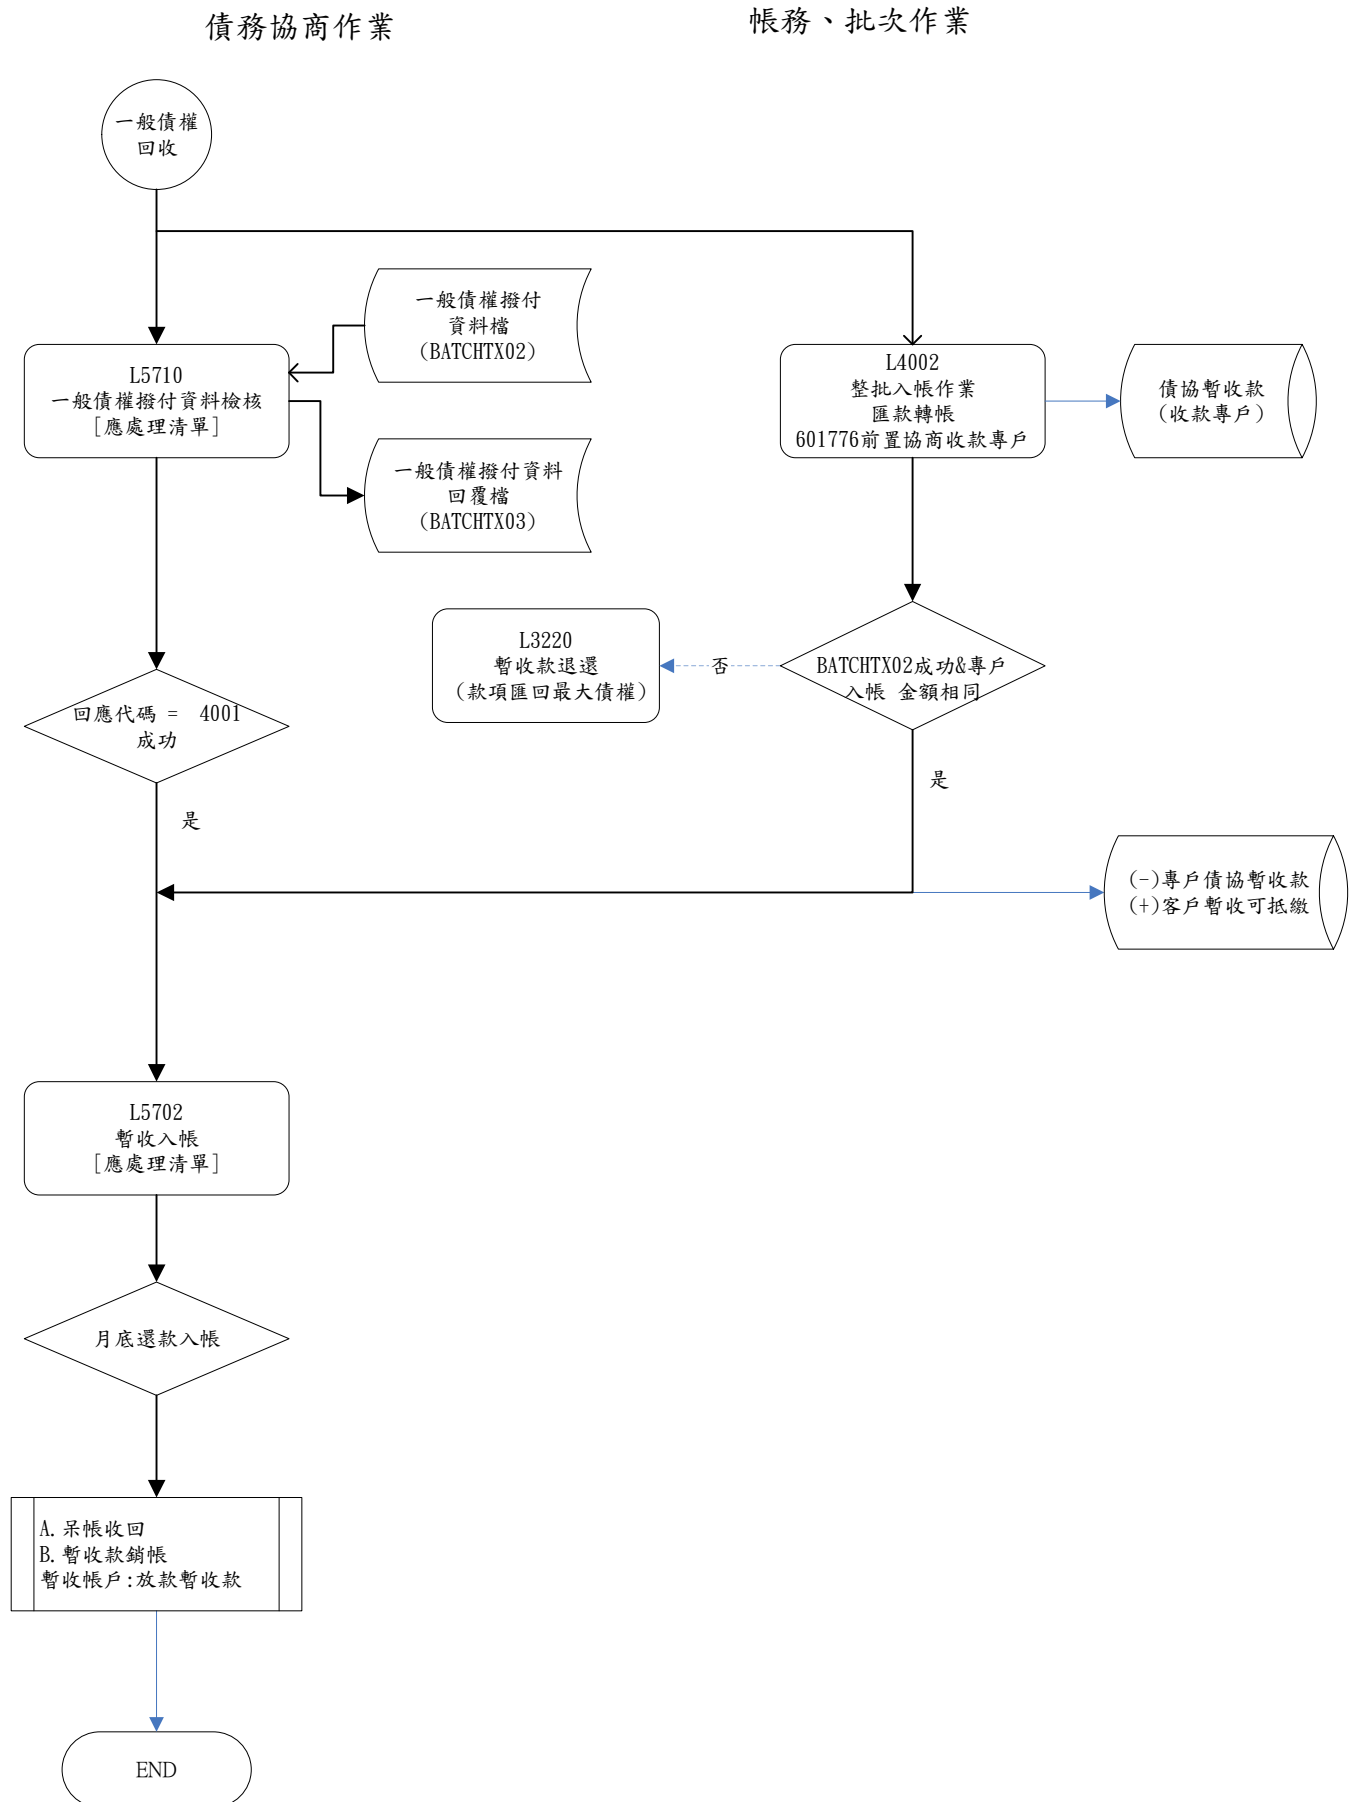 債務協商作業
帳務、批次作業
一般債權
回收
一般債權撥付
資料檔
(BATCHTX02)
L5710
一般債權撥付資料檢核
[應處理清單]
一般債權撥付資料
回覆檔
(BATCHTX03)
L4002
整批入帳作業
匯款轉帳
601776前置協商收款專戶
債協暫收款
(收款專戶)
L3220
暫收款退還
(款項匯回最大債權)
否
BATCHTX02成功&專戶
入帳 金額相同
回應代碼 = 4001
成功
是
是
(-)專戶債協暫收款
(+)客戶暫收可抵繳
L5702
暫收入帳
[應處理清單]
月底還款入帳
A.呆帳收回
B.暫收款銷帳
暫收帳戶:放款暫收款
END